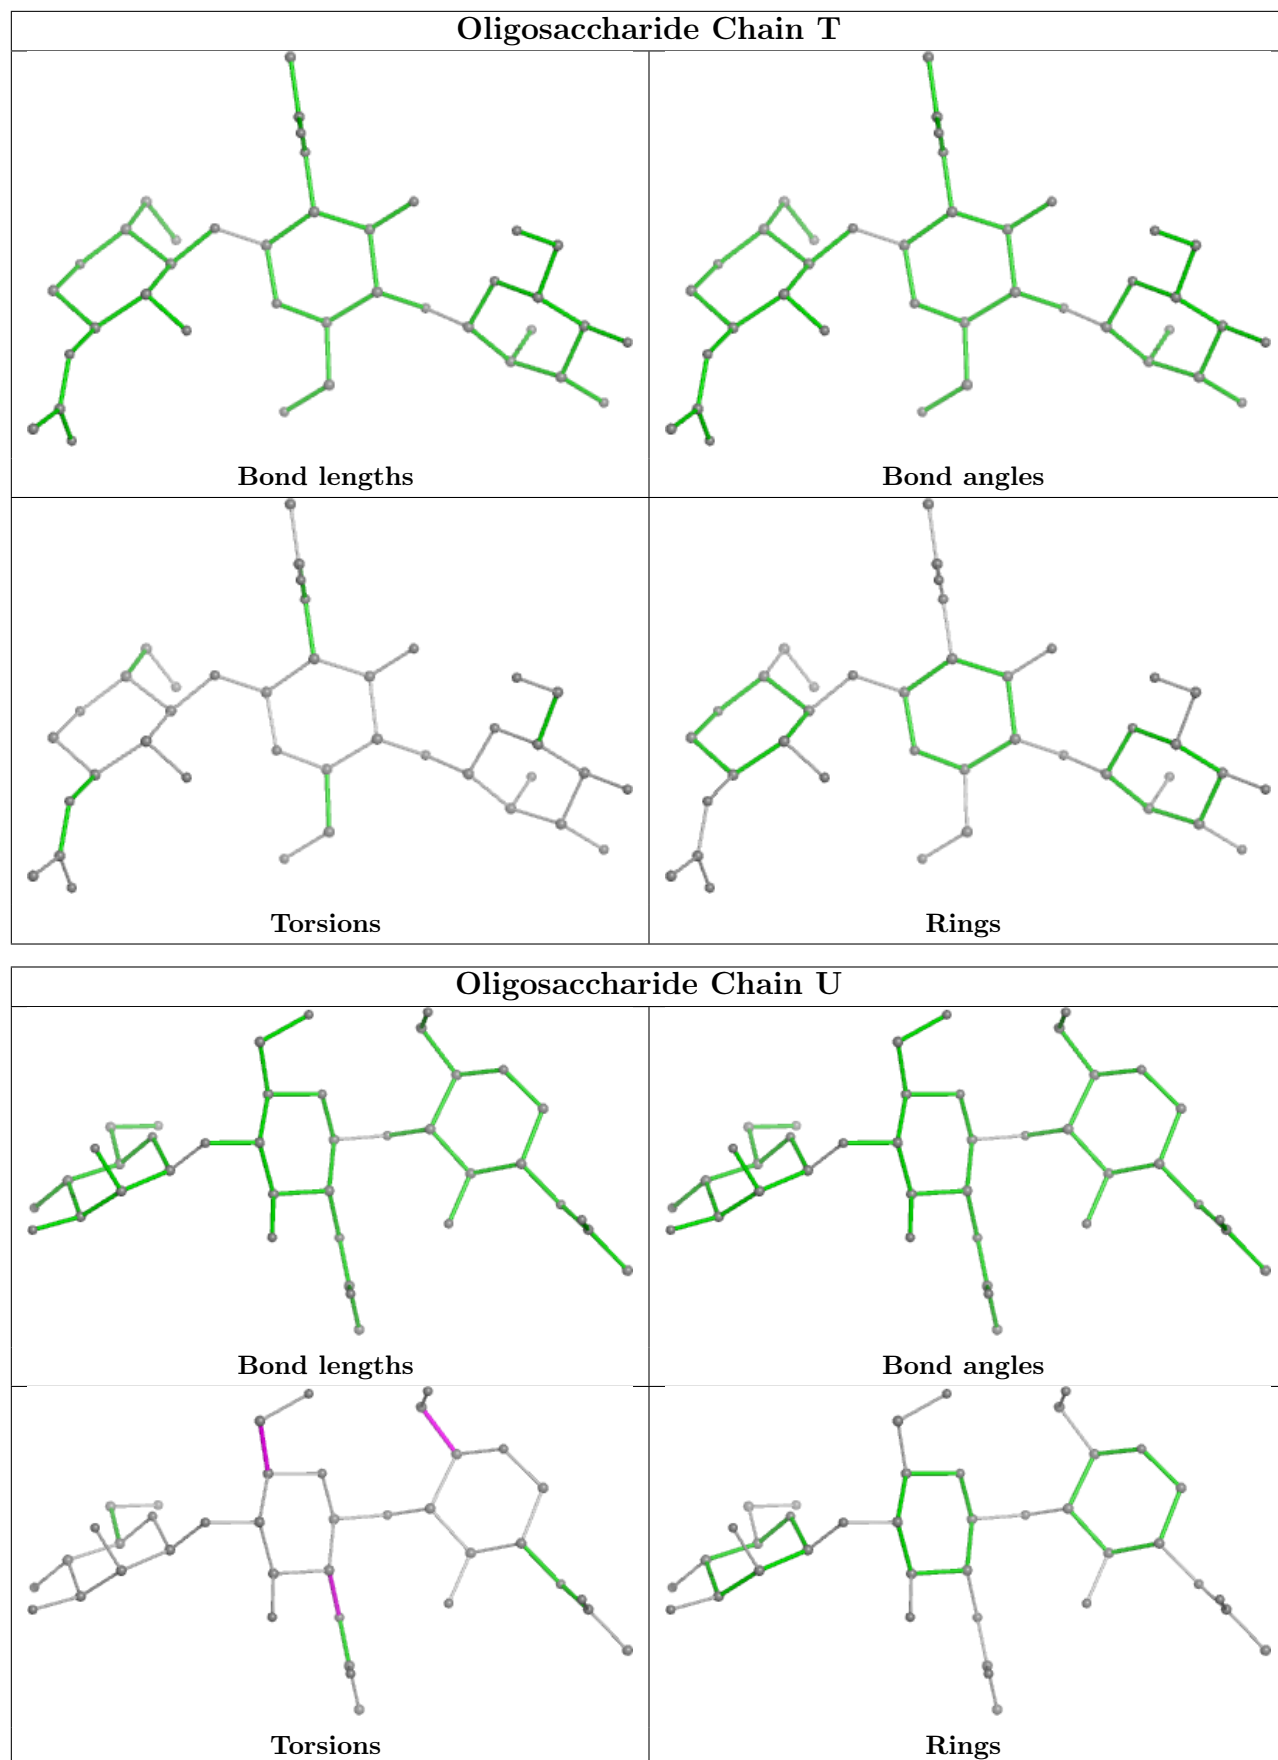 Oligosaccharide Chain T
Bond lengths
Bond angles
Torsions
Rings
Oligosaccharide Chain U
Bond lengths
Bond angles
Torsions
Rings